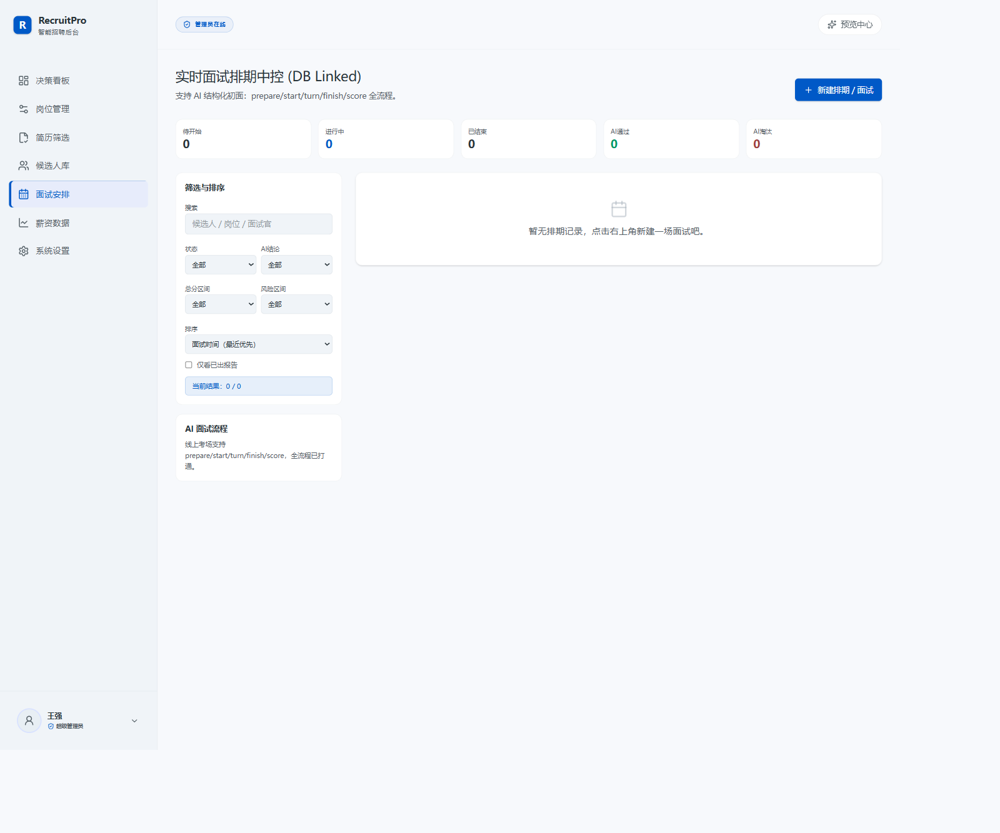 R
RecruitPro
智能招聘后台
决策看板
岗位管理
简历筛选
候选人库
面试安排
薪资数据
系统设置
王强
超级管理员
管理员在线
预览中心
实时面试排期中控 (DB Linked)
支持 AI 结构化初面：prepare/start/turn/finish/score 全流程。
新建排期 / 面试
待开始
0
进行中
0
已结束
0
AI通过
0
AI淘汰
0
筛选与排序
搜索
候选人 / 岗位 / 面试官
状态
AI结论
全部
全部
总分区间
风险区间
全部
全部
排序
面试时间（最近优先）
仅看已出报告
当前结果：0 / 0
AI 面试流程
线上考场支持
prepare/start/turn/finish/score，全流程已打
通。
暂无排期记录，点击右上角新建一场面试吧。